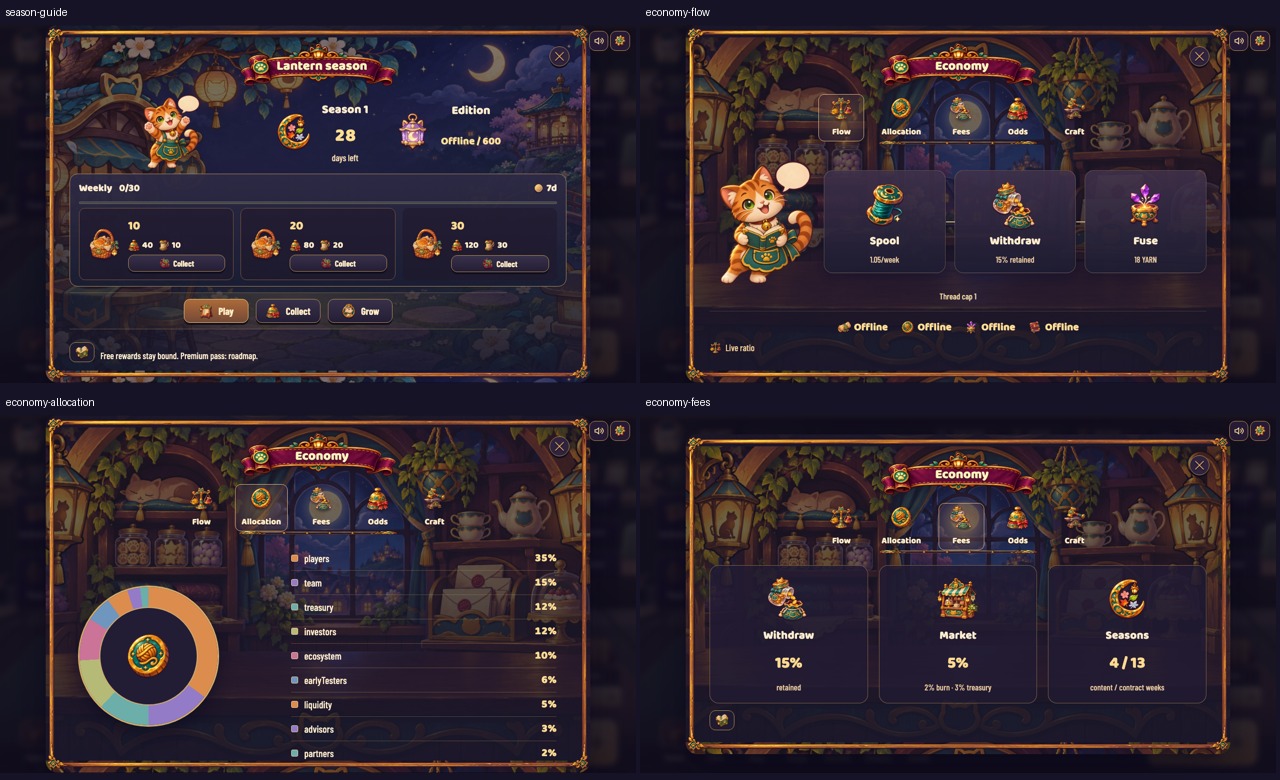 season-guide
Lantern season
Season 1
28
days left
Edition
Offline / 600
Weekly 0/30
7d
10
40 10
Collect
20
80 20
Collect
30
120 30
Collect
Play
Collect
Grow
Free rewards stay bound. Premium pass: roadmap.
economy-flow
Economy
Flow
Allocation
Fees
Odds
Craft
Spool
1.05/week
Withdraw
15% retained
Fuse
18 YARN
Thread cap 1
Offline
Offline
Offline
Offline
Live ratio
economy-allocation
Economy
Flow
Allocation
Fees
Odds
Craft
players 35%
team 15%
treasury 12%
investors 12%
ecosystem 10%
earlyTesters 6%
liquidity 5%
advisors 3%
partners 2%
economy-fees
Economy
Flow
Allocation
Fees
Odds
Craft
Withdraw
15%
retained
Market
5%
2% burn · 3% treasury
Seasons
4 / 13
content / contract weeks